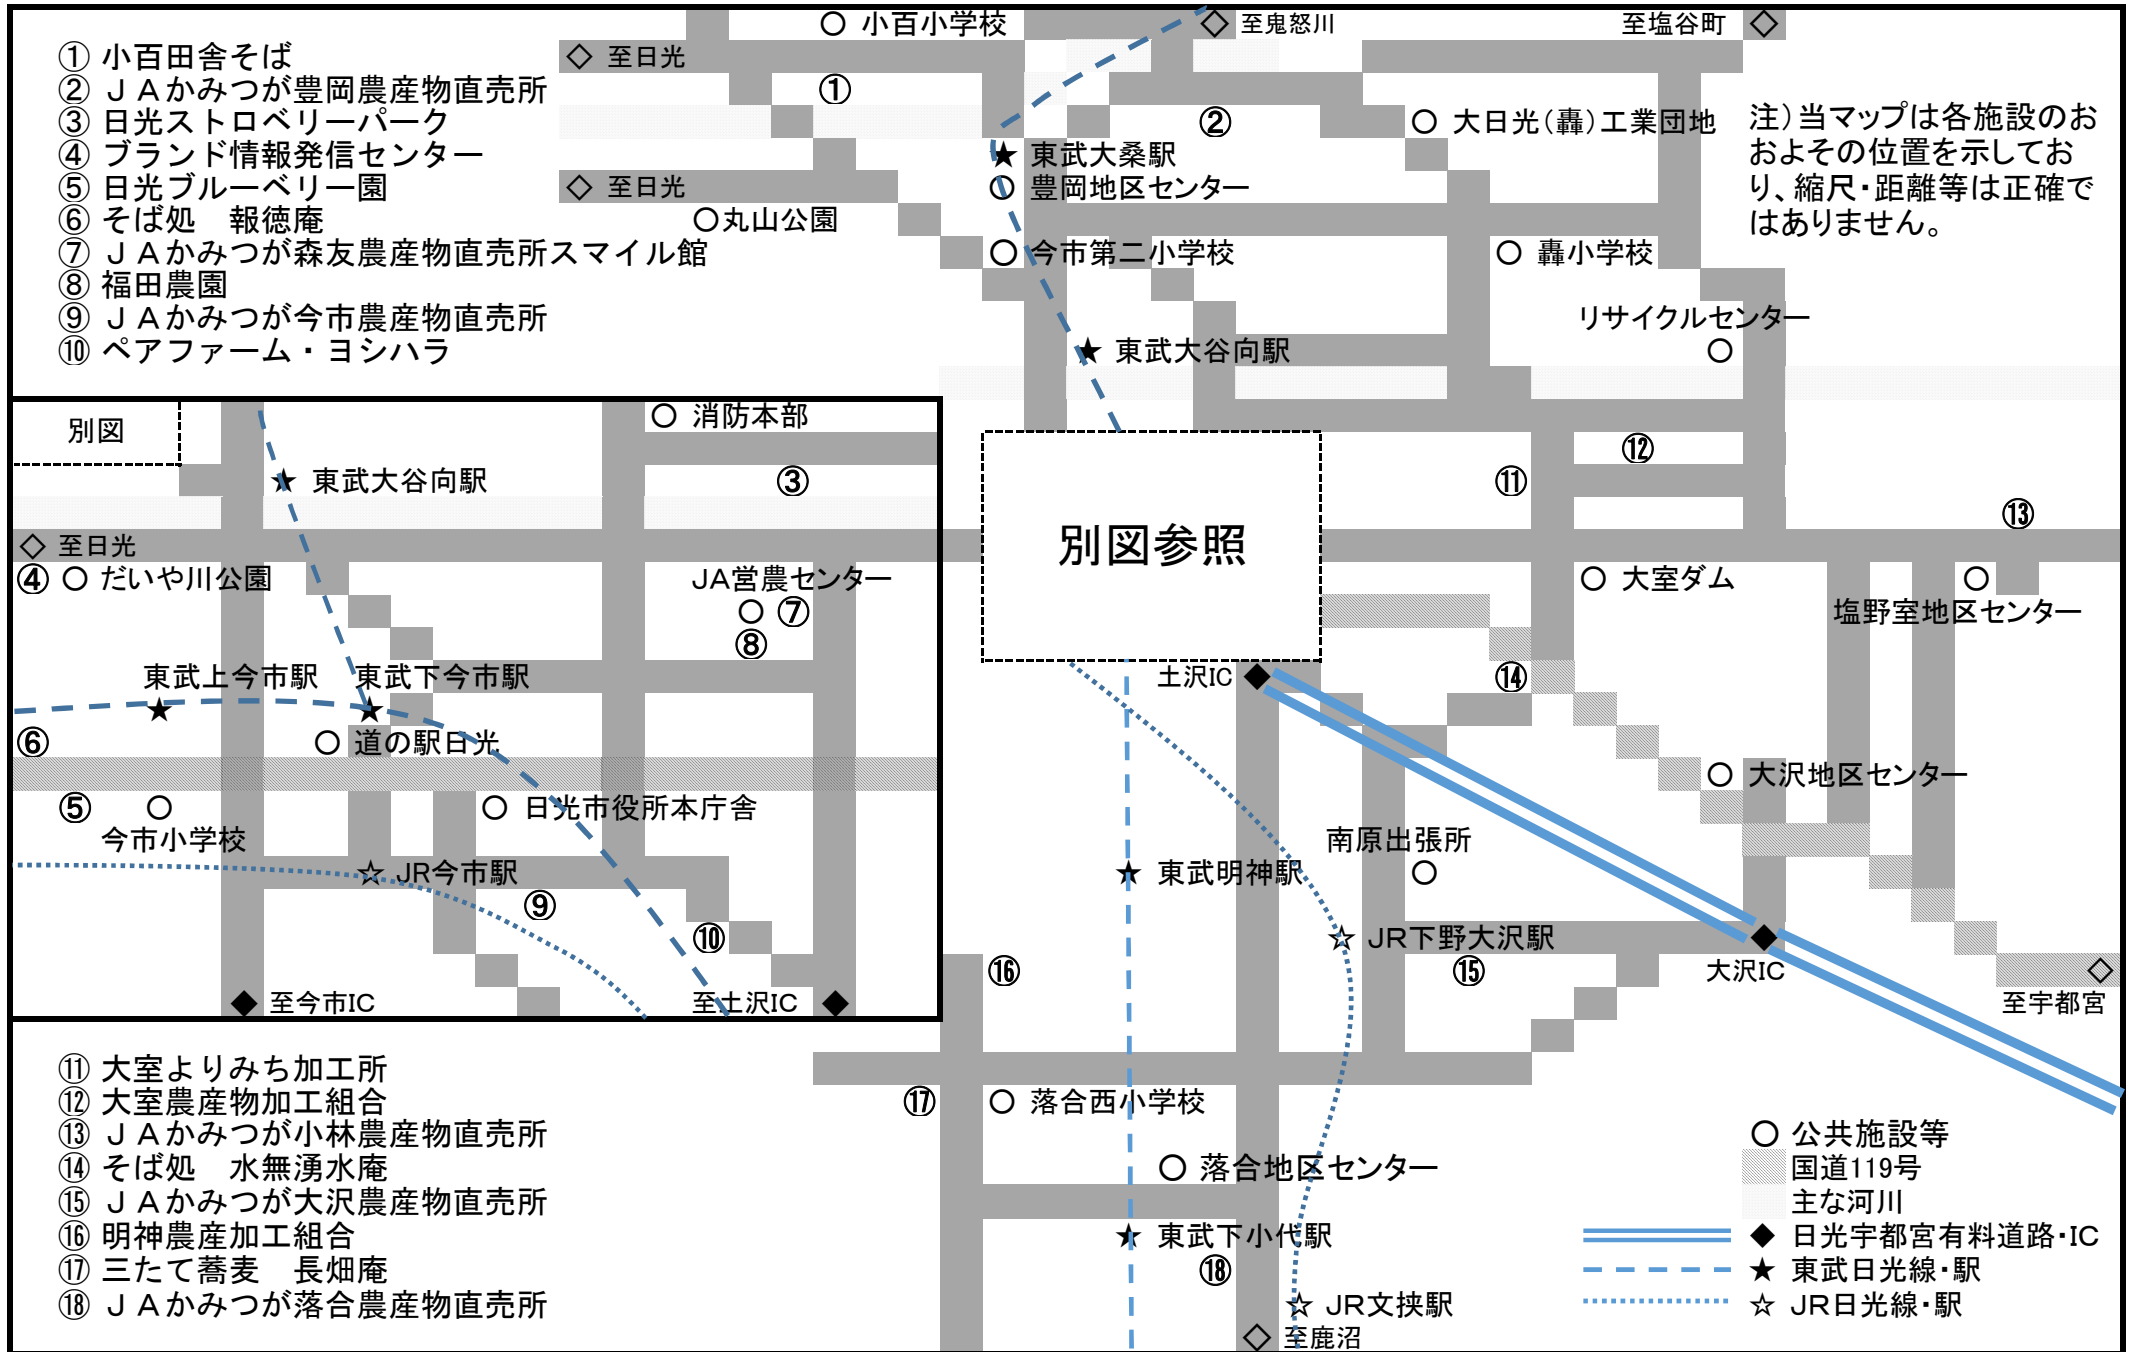 ① 小百田舎そば
② ＪＡかみつが豊岡農産物直売所
③ 日光ストロベリーパーク
④ ブランド情報発信センター
⑤ 日光ブルーベリー園
⑥ そば処　報徳庵
⑦ ＪＡかみつが森友農産物直売所スマイル館
⑧ 福田農園
⑨ ＪＡかみつが今市農産物直売所
⑩ ペアファーム・ヨシハラ
○ 小百小学校
◇ 至鬼怒川
至塩谷町 ◇
◇ 至日光
①
②
○ 大日光（轟）工業団地
注）当マップは各施設のお
およその位置を示してお
り、縮尺・距離等は正確で
はありません。
★ 東武大桑駅
◇ 至日光
○ 豊岡地区センター
○丸山公園
○ 今市第二小学校
○ 轟小学校
リサイクルセンター
○
★ 東武大谷向駅
別図
○ 消防本部
★ 東武大谷向駅
③
◇ 至日光
④ ○ だいや川公園
JA営農センター
○ ⑦
⑧
東武上今市駅
★
東武下今市駅
★
⑥
○ 道の駅日光
⑤ ○
今市小学校
○ 日光市役所本庁舎
☆ JR今市駅
⑨
⑩
◆ 至今市IC
至土沢IC ◆
別図参照
⑫
⑪
⑬
○ 大室ダム
○
塩野室地区センター
土沢IC ◆
⑭
○ 大沢地区センター
南原出張所
○
★ 東武明神駅
☆ JR下野大沢駅
⑮
◆
大沢IC
⑯
◇
至宇都宮
⑰ ○ 落合西小学校
○ 落合地区センター
★ 東武下小代駅
⑱
☆ JR文挟駅
◇ 至鹿沼
⑪ 大室よりみち加工所
⑫ 大室農産物加工組合
⑬ ＪＡかみつが小林農産物直売所
⑭ そば処　水無湧水庵
⑮ ＪＡかみつが大沢農産物直売所
⑯ 明神農産加工組合
⑰ 三たて蕎麦　長畑庵
⑱ ＪＡかみつが落合農産物直売所
○ 公共施設等
国道119号
主な河川
◆ 日光宇都宮有料道路・IC
★ 東武日光線・駅
☆ JR日光線・駅